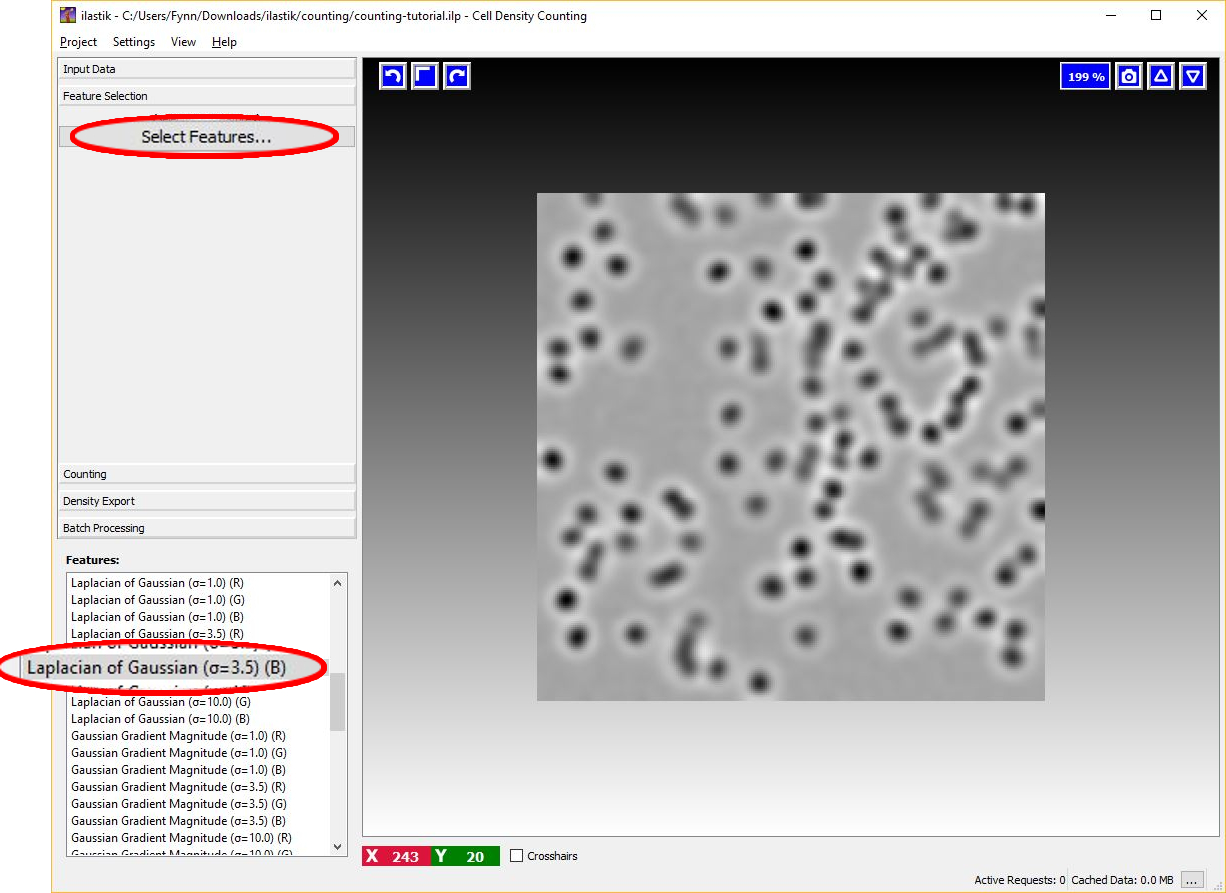 ilastik - C:/Users/Fynn/Downloads/ilastik/counting/counting-tutorial.ilp - Cell Density Counting
Project Settings View Help
Input Data
Feature Selection
Select Features...
199 %
Counting
Density Export
Batch Processing
Features:
Laplacian of Gaussian (σ=1.0) (R)
Laplacian of Gaussian (σ=1.0) (G)
Laplacian of Gaussian (σ=1.0) (B)
Laplacian of Gaussian (σ=3.5) (R)
Laplacian of Gaussian (σ=3.5) (B)
Laplacian of Gaussian (σ=10.0) (G)
Laplacian of Gaussian (σ=10.0) (B)
Gaussian Gradient Magnitude (σ=1.0) (R)
Gaussian Gradient Magnitude (σ=1.0) (G)
Gaussian Gradient Magnitude (σ=1.0) (B)
Gaussian Gradient Magnitude (σ=3.5) (R)
Gaussian Gradient Magnitude (σ=3.5) (G)
Gaussian Gradient Magnitude (σ=3.5) (B)
Gaussian Gradient Magnitude (σ=10.0) (R)
Gaussian Gradient Magnitude (σ=10.0) (G)
X 243 Y 20 Crosshairs
Active Requests: 0 Cached Data: 0.0 MB ...